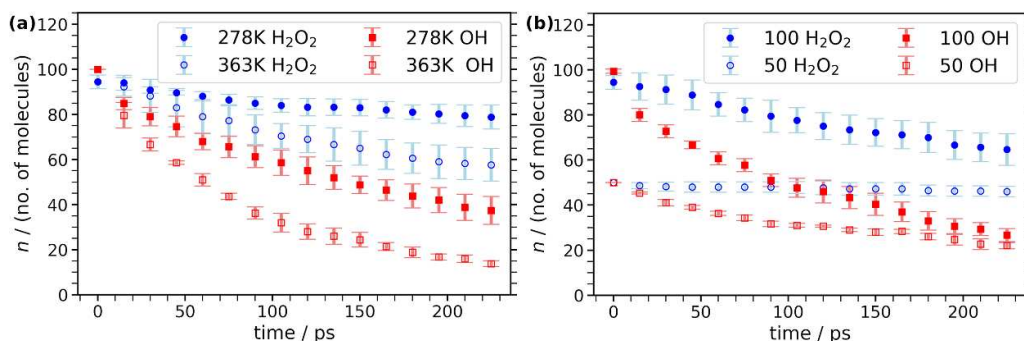 (a)
278K H₂O₂
278K OH
363K H₂O₂
363K OH
n / (no. of molecules)
120
100
80
60
40
20
0
0
50
100
150
200
time / ps
(b)
100 H₂O₂
100 OH
50 H₂O₂
50 OH
n / (no. of molecules)
120
100
80
60
40
20
0
0
50
100
150
200
time / ps